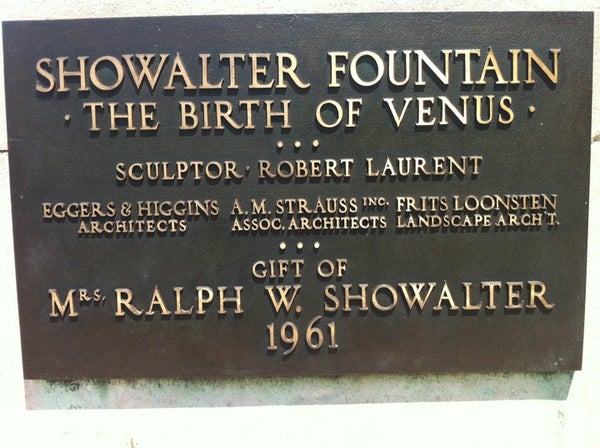 SHOWALTER FOUNTAIN
· THE BIRTH OF VENUS ·
• • •
SCULPTOR · ROBERT LAURENT
EGGERS & HIGGINS A. M. STRAUSS INC. FRITS LOONSTEN
ARCHITECTS ASSOC. ARCHITECTS LANDSCAPE ARCH'T.
• • •
GIFT OF
MRS. RALPH W. SHOWALTER
1961